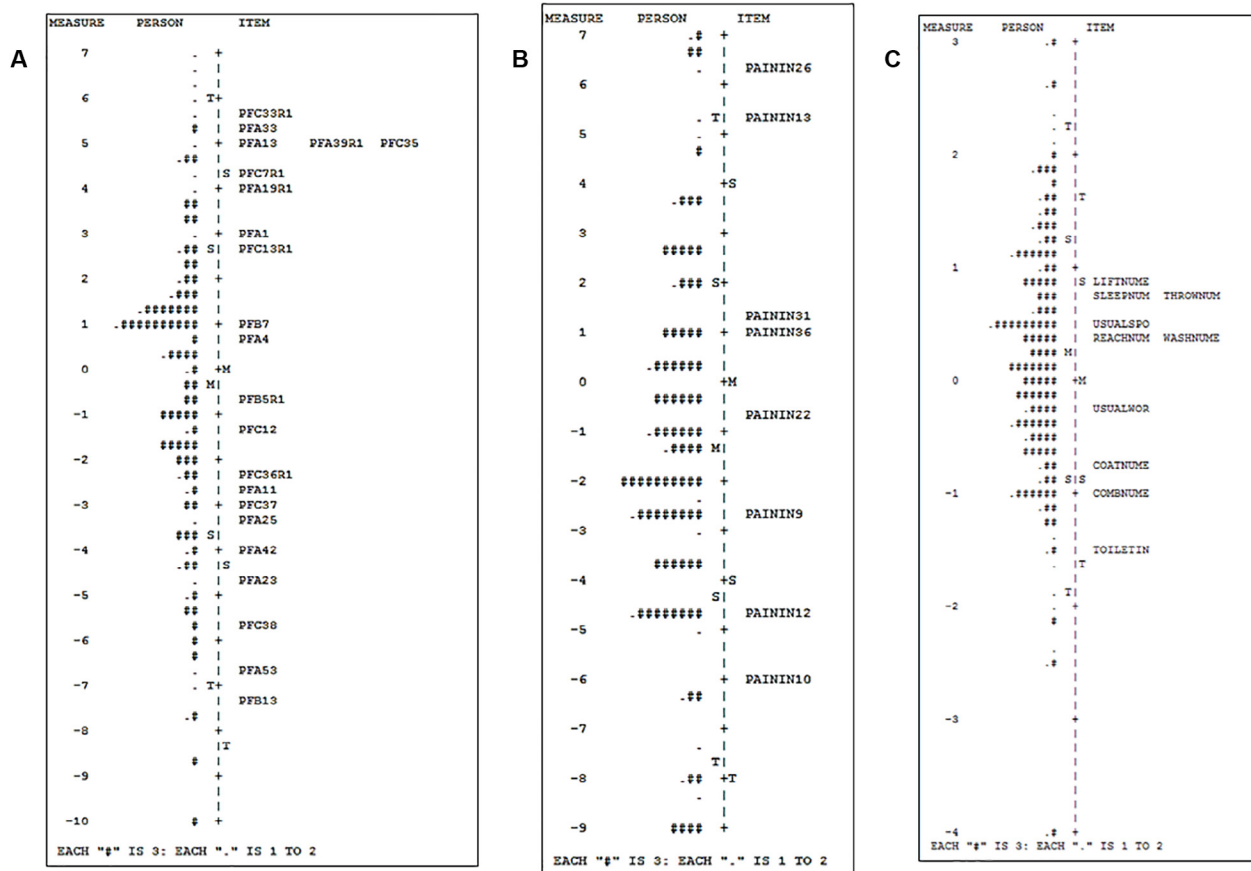 A
MEASURE PERSON ITEM
7 . +
. |
. |
6 . T+
. | PFC33R1
# | PFA33
5 . + PFA13 PFA39R1 PFC35
.## |
. |S PFC7R1
4 . + PFA19R1
## |
## |
3 . + PFA1
.## S| PFC13R1
## |
2 .## +
.### |
.####### |
1 .########## + PFB7
# | PFA4
.#### |
0 .# +M
## M|
## | PFB5R1
-1 ##### +
.# | PFC12
##### |
-2 ### +
.## | PFC36R1
.# | PFA11
-3 ## + PFC37
. | PFA25
### S|
-4 .# + PFA42
.## |S
. | PFA23
-5 .# +
## |
# | PFC38
-6 # +
# |
. | PFA53
-7 . T+
| PFB13
.# |
-8 +
|T
# |
-9 +
|
|
-10 # +
EACH "#" IS 3: EACH "." IS 1 TO 2
B
MEASURE PERSON ITEM
7 .# +
## |
. | PAININ26
6 +
|
. T| PAININ13
5 . +
# |
|
4 +S
.### |
|
3 +
##### |
|
2 .### S+
|
| PAININ31
1 ##### + PAININ36
|
.###### |
0 +M
###### |
| PAININ22
-1 .###### +
.#### M|
|
-2 ########## +
. |
.####### | PAININ9
-3 . +
|
###### |
-4 +S
S|
.####### | PAININ12
-5 . +
|
|
-6 + PAININ10
.## |
|
-7 +
. |
T|
-8 .## +T
. |
|
-9 #### +
EACH "#" IS 3: EACH "." IS 1 TO 2
C
MEASURE PERSON ITEM
3 .# +
|
|
.# |
|
. |
. T|
. |
2 # +
.### |
# |
.## | T
.## |
.### |
.## S|
.###### |
1 .## +
##### | S LIFTNUME
### | SLEEPNUM THROWNUM
.######### | USUALSPO
##### | REACHNUM WASHNUME
#### M|
.###### |
0 ##### +M
.##### |
.#### | USUALWOR
.###### |
.#### |
##### |
.## | COATNUME
.## S|S
-1 .###### + COMBNUME
.## |
## |
. |
.# | TOILETIN
. |T
. T|
-2 . +
.# |
. |
.# |
-3 +
-4 .# +
EACH "#" IS 3: EACH "." IS 1 TO 2